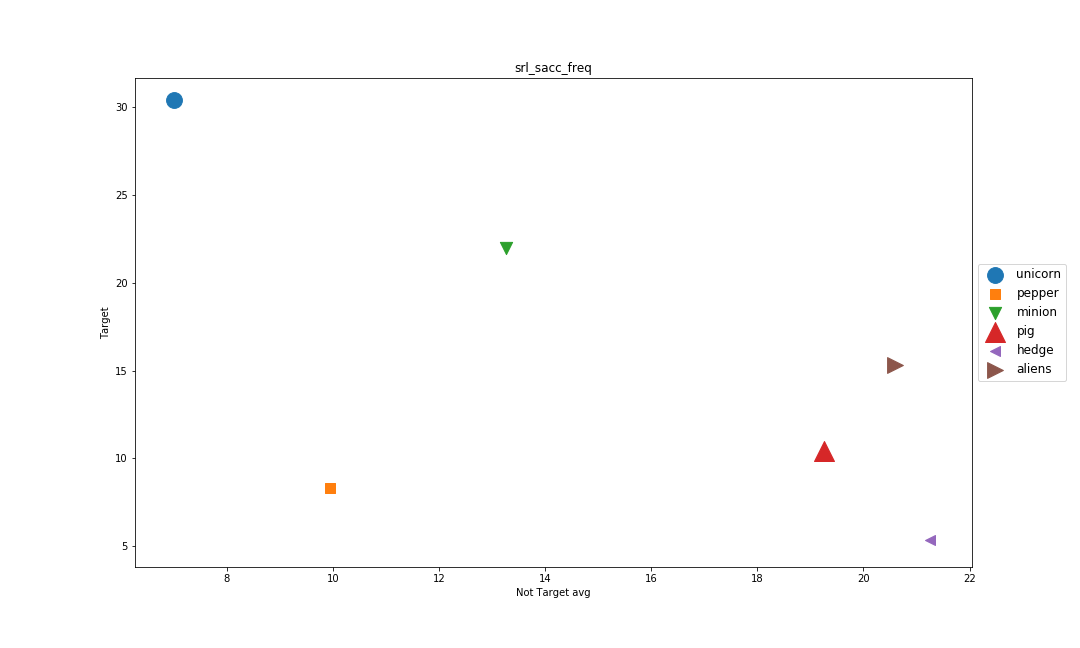 srl_sacc_freq
30
25
20
15
10
5
Target
8 10 12 14 16 18 20 22
Not Target avg
unicorn
pepper
minion
pig
hedge
aliens